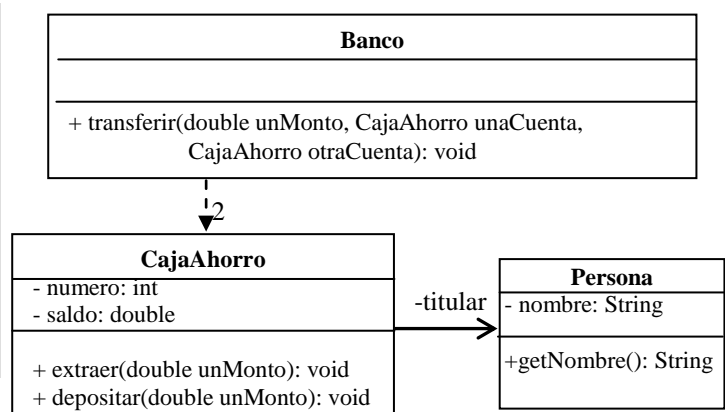 Banco
+ transferir(double unMonto, CajaAhorro unaCuenta,
CajaAhorro otraCuenta): void
2
CajaAhorro
- numero: int
- saldo: double
+ extraer(double unMonto): void
+ depositar(double unMonto): void
-titular
Persona
- nombre: String
+getNombre(): String